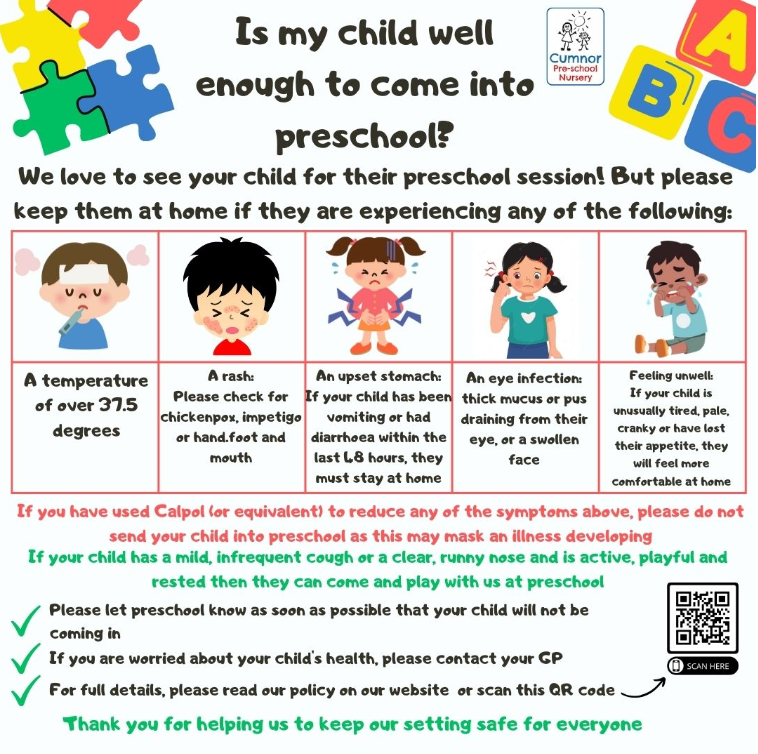 Is my child well
enough to come into
preschool?
Cumnor
Pre-school
Nursery
A
B
C
We love to see your child for their preschool session! But please
keep them at home if they are experiencing any of the following:
A temperature
of over 37.5
degrees
A rash:
Please check for
chickenpox, impetigo
or hand.foot and
mouth
An upset stomach:
If your child has been
vomiting or had
diarrhoea within the
last 48 hours, they
must stay at home
An eye infection:
thick mucus or pus
draining from their
eye, or a swollen
face
Feeling unwell:
If your child is
unusually tired, pale,
cranky or have lost
their appetite, they
will feel more
comfortable at home
If you have used Calpol (or equivalent) to reduce any of the symptoms above, please do not
send your child into preschool as this may mask an illness developing
If your child has a mild, infrequent cough or a clear, runny nose and is active, playful and
rested then they can come and play with us at preschool
Please let preschool know as soon as possible that your child will not be
coming in
If you are worried about your child's health, please contact your GP
For full details, please read our policy on our website or scan this QR code
SCAN HERE
Thank you for helping us to keep our setting safe for everyone